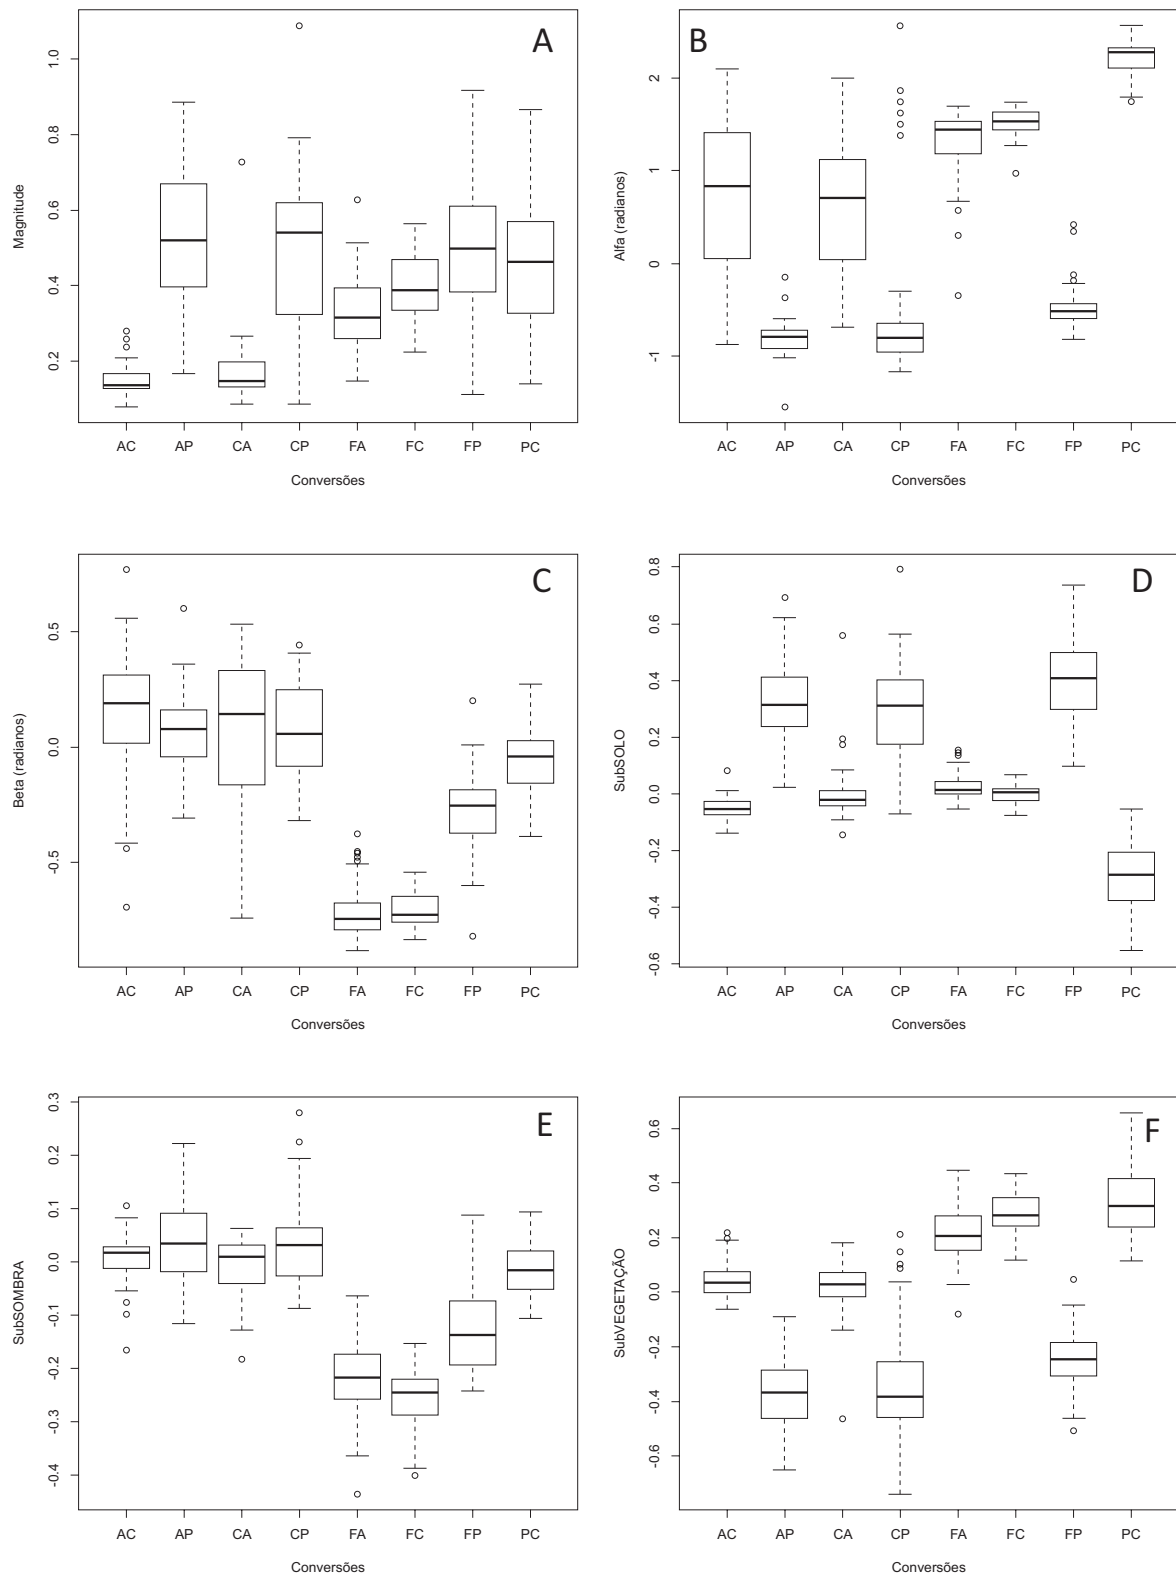 A
Magnitude
1.0
0.8
0.6
0.4
0.2
AC AP CA CP FA FC FP PC
Conversões
B
Alfa (radianos)
2
1
0
-1
AC AP CA CP FA FC FP PC
Conversões
C
Beta (radianos)
0.5
0.0
-0.5
AC AP CA CP FA FC FP PC
Conversões
D
SubSOLO
0.8
0.6
0.4
0.2
0.0
-0.2
-0.4
-0.6
AC AP CA CP FA FC FP PC
Conversões
E
SubSOMBRA
0.3
0.2
0.1
0.0
-0.1
-0.2
-0.3
-0.4
AC AP CA CP FA FC FP PC
Conversões
F
SubVEGETAÇÃO
0.6
0.4
0.2
0.0
-0.2
-0.4
-0.6
AC AP CA CP FA FC FP PC
Conversões